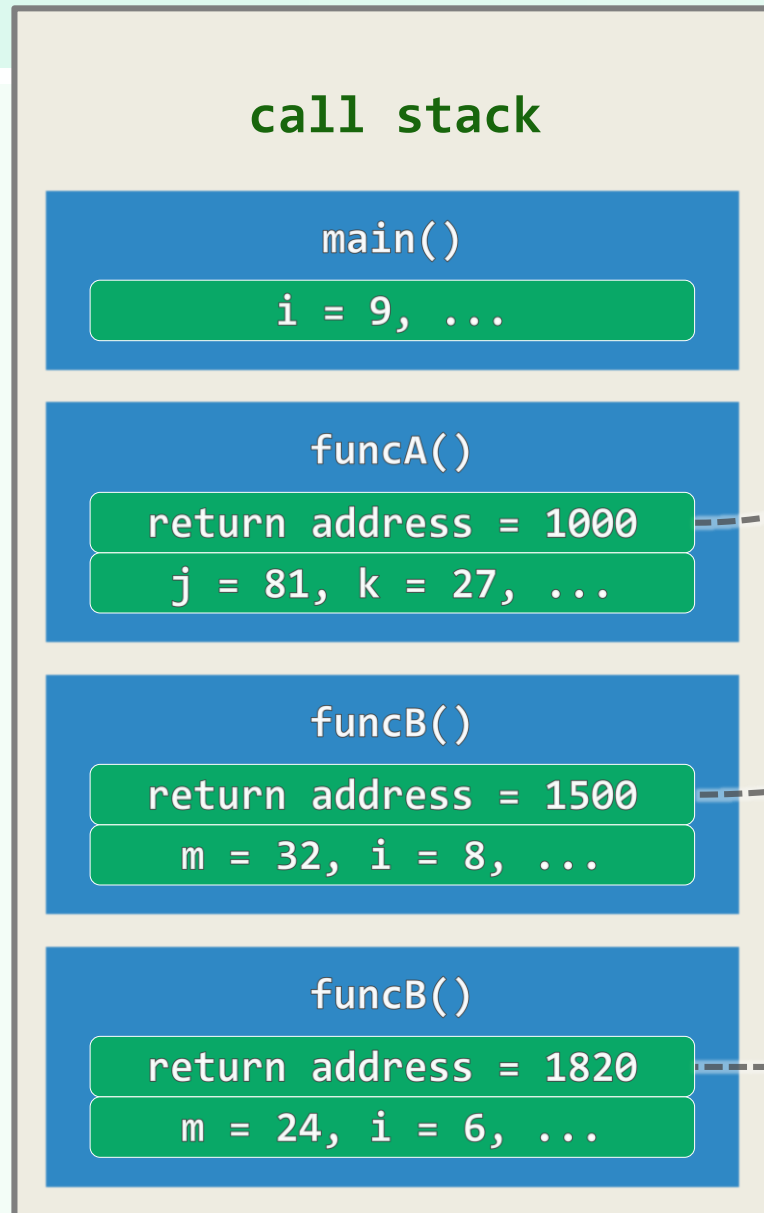 call stack
main()
i = 9, ...
funcA()
return address = 1000
j = 81, k = 27, ...
funcB()
return address = 1500
m = 32, i = 8, ...
funcB()
return address = 1820
m = 24, i = 6, ...